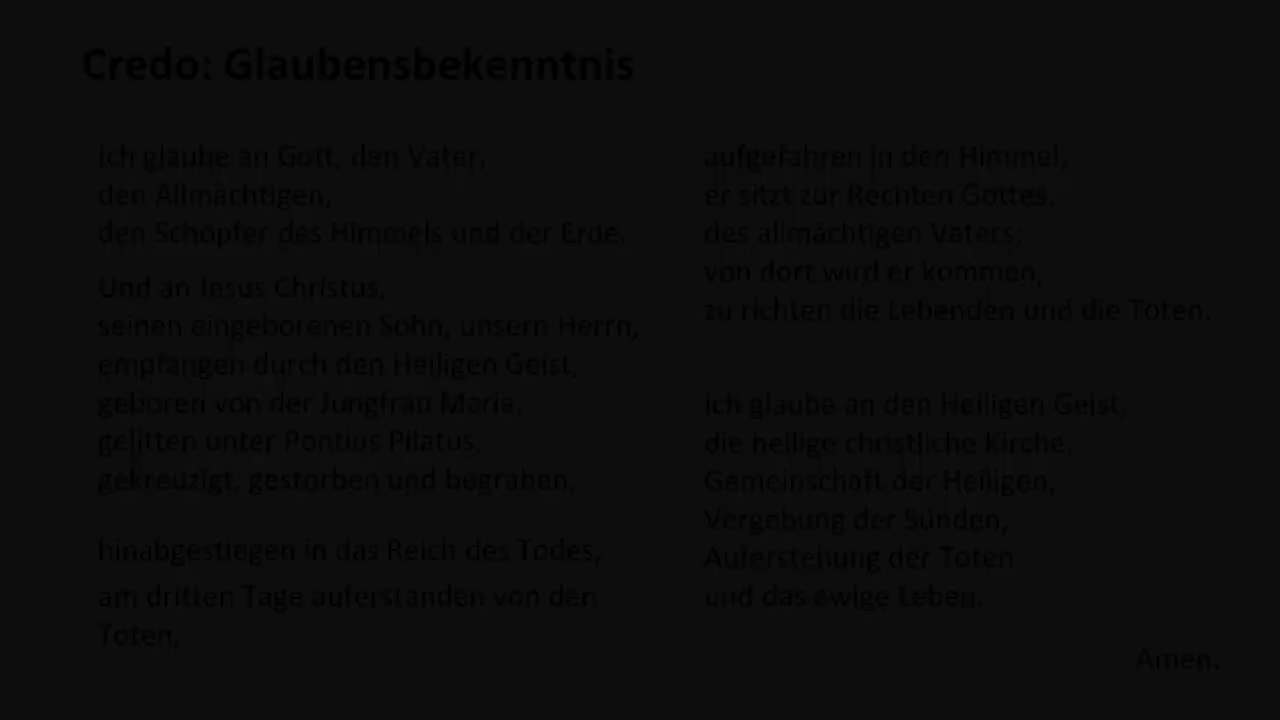 Credo: Glaubensbekenntnis
Ich glaube an Gott, den Vater,
den Allmächtigen,
den Schöpfer des Himmels und der Erde.
Und an Jesus Christus,
seinen eingeborenen Sohn, unsern Herrn,
empfangen durch den Heiligen Geist,
geboren von der Jungfrau Maria,
gelitten unter Pontius Pilatus,
gekreuzigt, gestorben und begraben,
hinabgestiegen in das Reich des Todes,
am dritten Tage auferstanden von den
Toten,
aufgefahren in den Himmel,
er sitzt zur Rechten Gottes,
des allmächtigen Vaters;
von dort wird er kommen,
zu richten die Lebenden und die Toten.
ich glaube an den Heiligen Geist,
die heilige christliche Kirche,
Gemeinschaft der Heiligen,
Vergebung der Sünden,
Auferstehung der Toten
und das ewige Leben.
Amen.